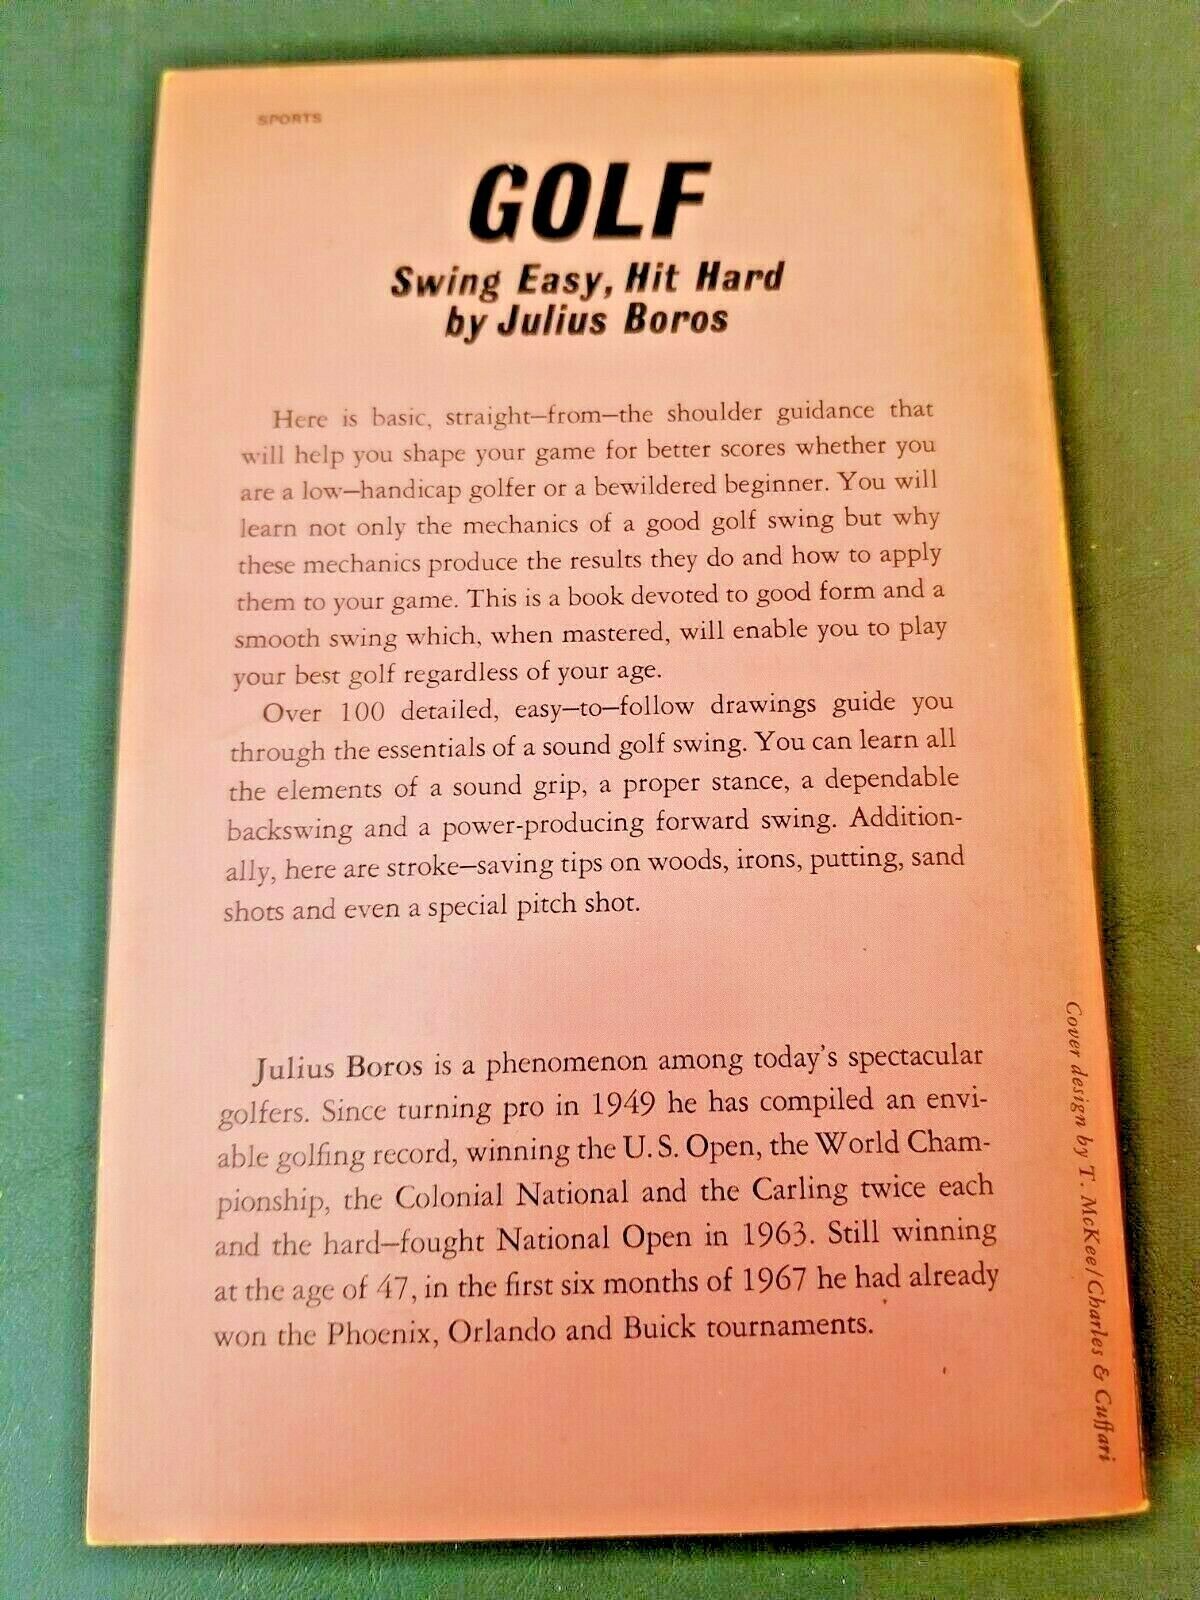 SPORTS
GOLF
Swing Easy, Hit Hard
by Julius Boros
Here is basic, straight—from—the shoulder guidance that
will help you shape your game for better scores whether you
are a low—handicap golfer or a bewildered beginner. You will
learn not only the mechanics of a good golf swing but why
these mechanics produce the results they do and how to apply
them to your game. This is a book devoted to good form and a
smooth swing which, when mastered, will enable you to play
your best golf regardless of your age.
Over 100 detailed, easy—to—follow drawings guide you
through the essentials of a sound golf swing. You can learn all
the elements of a sound grip, a proper stance, a dependable
backswing and a power-producing forward swing. Addition-
ally, here are stroke—saving tips on woods, irons, putting, sand
shots and even a special pitch shot.
Julius Boros is a phenomenon among today's spectacular
golfers. Since turning pro in 1949 he has compiled an envi-
able golfing record, winning the U.S. Open, the World Cham-
pionship, the Colonial National and the Carling twice each
and the hard—fought National Open in 1963. Still winning
at the age of 47, in the first six months of 1967 he had already
won the Phoenix, Orlando and Buick tournaments.
Cover design by T. McKee/Charles & Cuffari